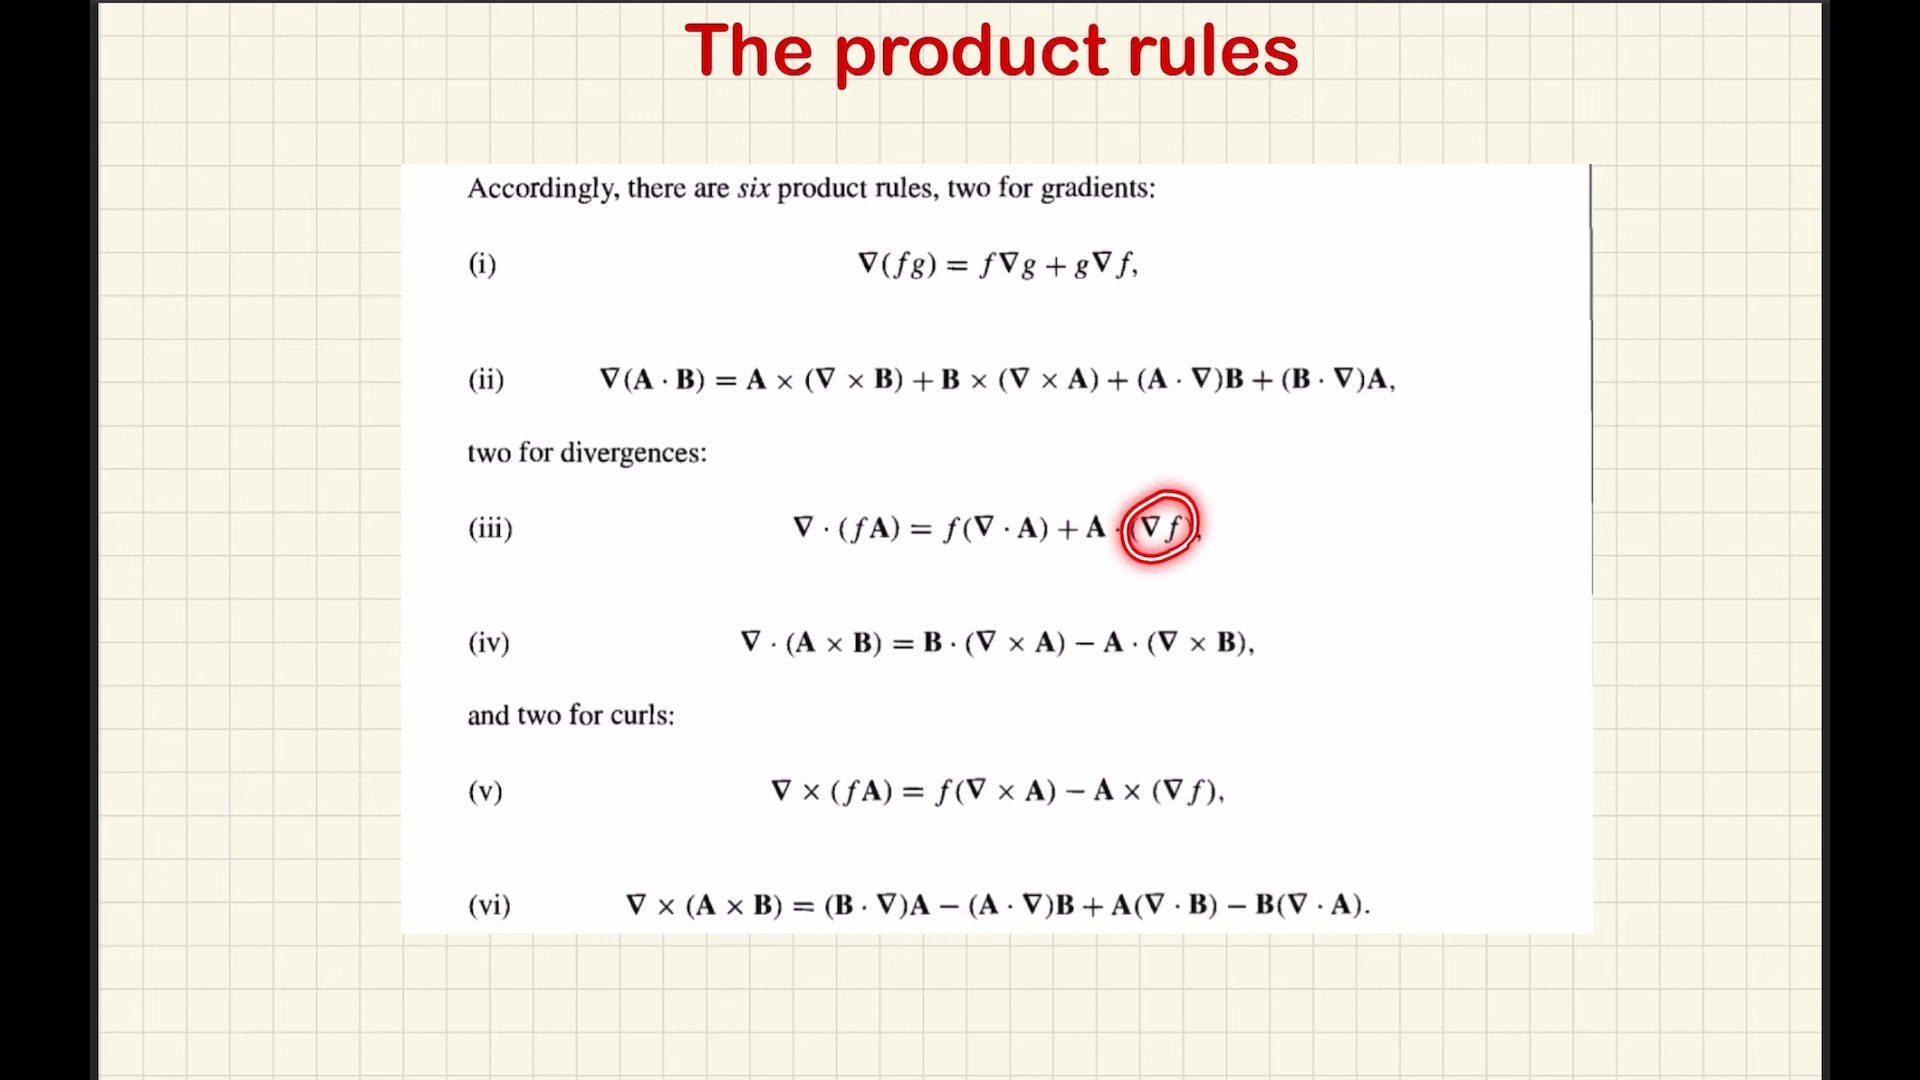 The product rules
Accordingly, there are six product rules, two for gradients:
(i) ∇(fg) = f∇g + g∇f,
(ii) ∇(A · B) = A × (∇ × B) + B × (∇ × A) + (A · ∇)B + (B · ∇)A,
two for divergences:
(iii) ∇ · (fA) = f(∇ · A) + A · (∇f),
(iv) ∇ · (A × B) = B · (∇ × A) − A · (∇ × B),
and two for curls:
(v) ∇ × (fA) = f(∇ × A) − A × (∇f),
(vi) ∇ × (A × B) = (B · ∇)A − (A · ∇)B + A(∇ · B) − B(∇ · A).